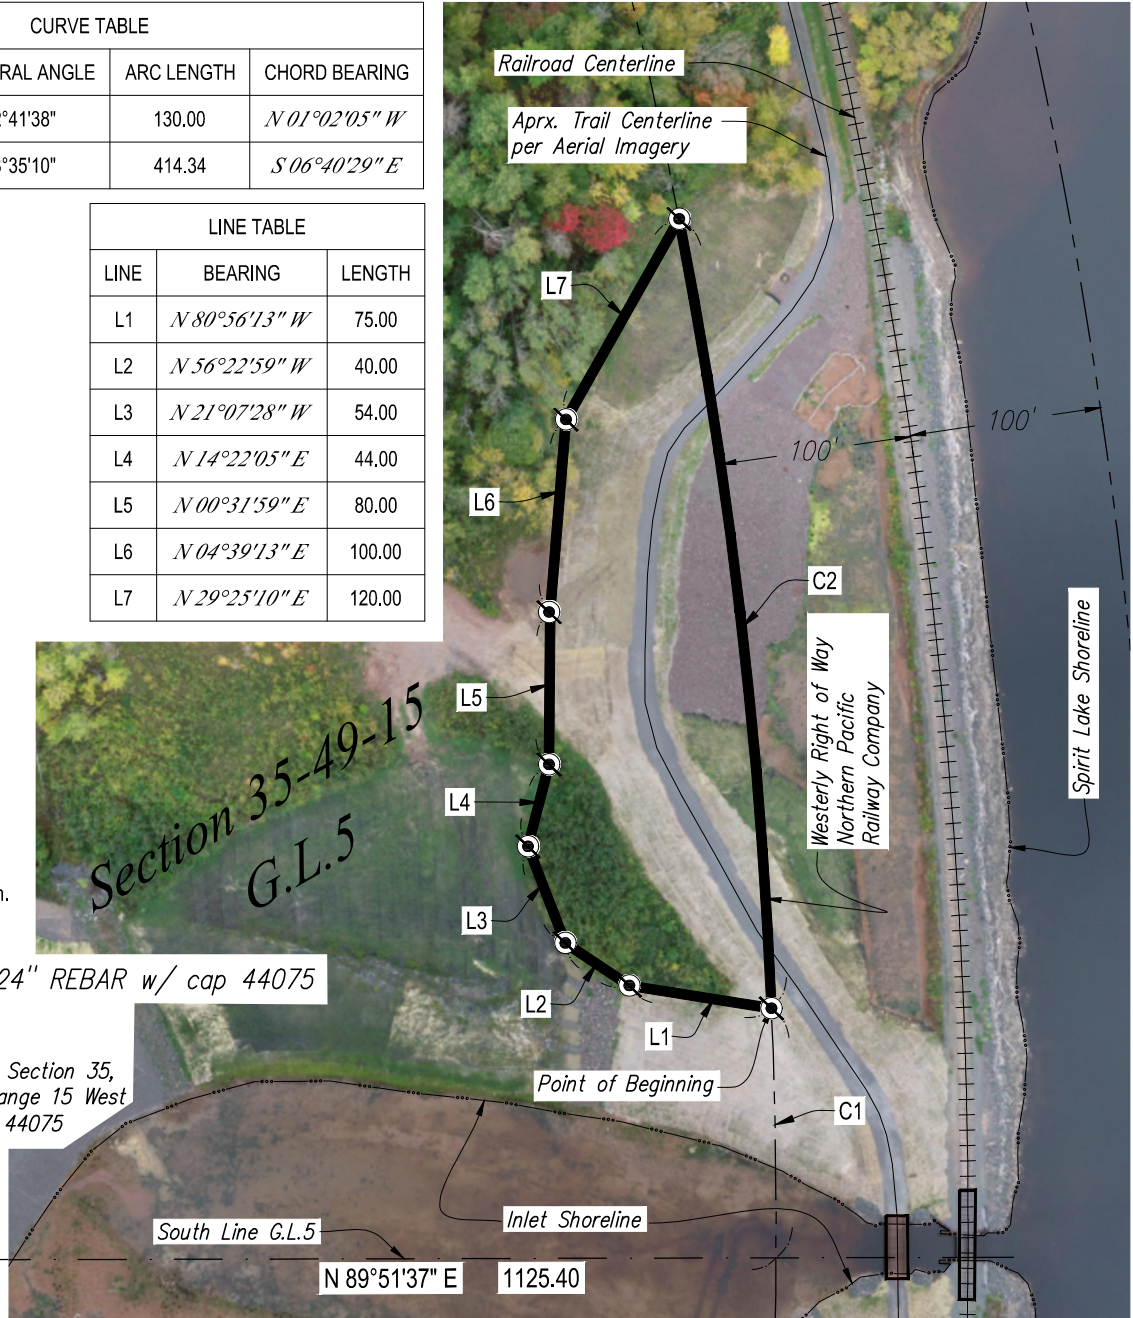 CURVE TABLE
RAL ANGLE ARC LENGTH CHORD BEARING
°41'38" 130.00 N 01°02'05" W
°35'10" 414.34 S 06°40'29" E
LINE TABLE
LINE BEARING LENGTH
L1 N 80°56'13" W 75.00
L2 N 56°22'59" W 40.00
L3 N 21°07'28" W 54.00
L4 N 14°22'05" E 44.00
L5 N 00°31'59" E 80.00
L6 N 04°39'13" E 100.00
L7 N 29°25'10" E 120.00
Railroad Centerline
Aprx. Trail Centerline
per Aerial Imagery
L7
100'
100'
L6
C2
Westerly Right of Way
Northern Pacific
Railway Company
Spirit Lake Shoreline
L5
Section 35-49-15
G.L.5
L4
L3
n.
24" REBAR w/ cap 44075
L2
L1
Section 35,
ange 15 West
44075
Point of Beginning
C1
Inlet Shoreline
South Line G.L.5
N 89°51'37" E 1125.40